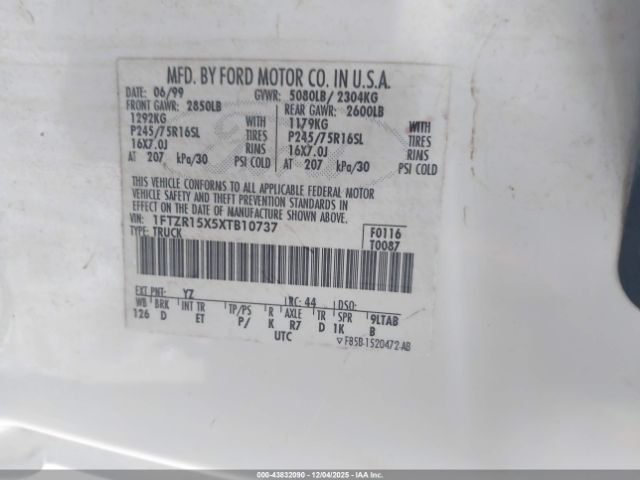 MFD. BY FORD MOTOR CO. IN U.S.A.
DATE: 06/99 GVWR: 5080LB/ 2304KG
FRONT GAWR: 2850LB REAR GAWR: 2600LB
1292KG WITH 1179KG WITH
P245/75R16SL TIRES P245/75R16SL TIRES
16X7.0J RIMS 16X7.0J RIMS
AT 207 kPa/30 PSI COLD AT 207 kPa/30 PSI COLD
THIS VEHICLE CONFORMS TO ALL APPLICABLE FEDERAL MOTOR
VEHICLE SAFETY AND THEFT PREVENTION STANDARDS IN
EFFECT ON THE DATE OF MANUFACTURE SHOWN ABOVE.
VIN: 1FTZR15X5XTB10737 F0116
TYPE: TRUCK T0087
EXT PNT: YZ RC: 44 DSO:
WB BRK INT TR TP/PS R AXLE TR SPR 9LTAB
126 D ET P/ K R7 D 1K B
UTC ▽ F85B-1520472-AB
000-43832090 - 12/04/2025 - IAAI.COM